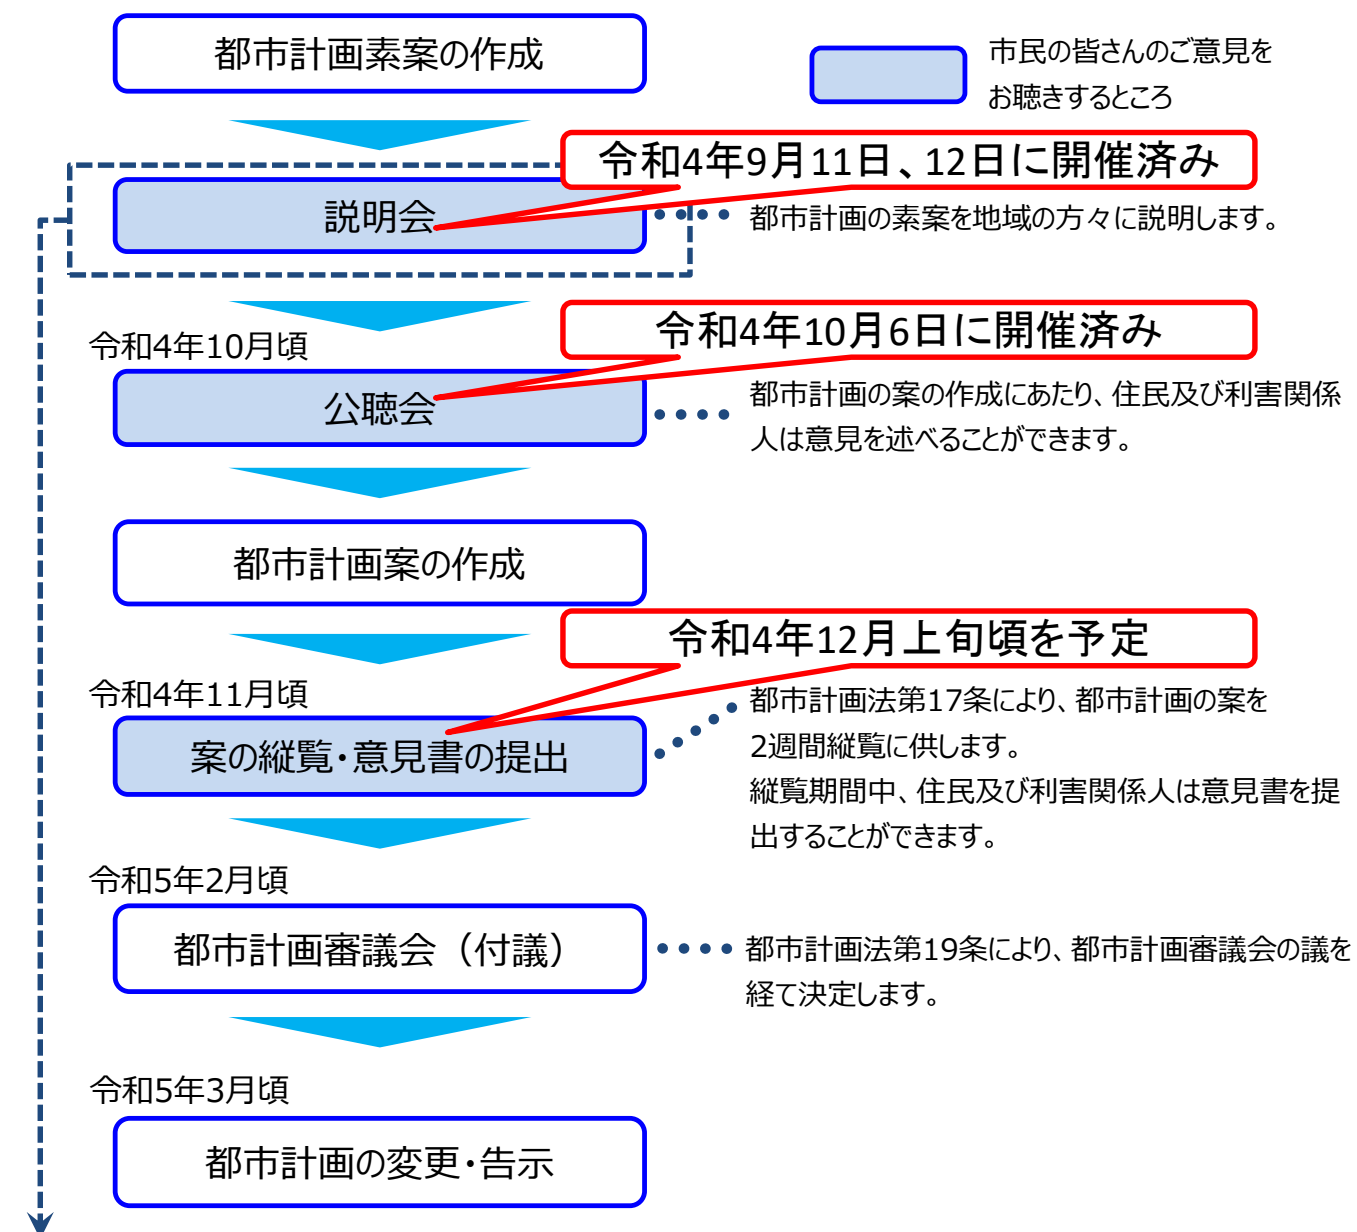 都市計画素案の作成
市民の皆さんのご意見を
お聴きするところ
令和4年9月11日、12日に開催済み
説明会
都市計画の素案を地域の方々に説明します。
令和4年10月頃
令和4年10月6日に開催済み
公聴会
都市計画の案の作成にあたり、住民及び利害関係
人は意見を述べることができます。
都市計画案の作成
令和4年12月上旬頃を予定
令和4年11月頃
案の縦覧・意見書の提出
都市計画法第17条により、都市計画の案を
2週間縦覧に供します。
縦覧期間中、住民及び利害関係人は意見書を提
出することができます。
令和5年2月頃
都市計画審議会（付議）
都市計画法第19条により、都市計画審議会の議を
経て決定します。
令和5年3月頃
都市計画の変更・告示